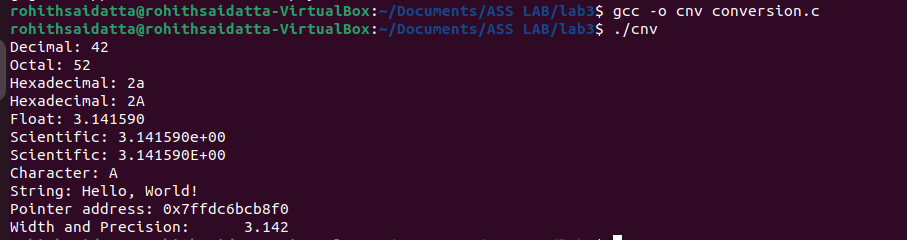 rohithsaidatta@rohithsaidatta-VirtualBox:~/Documents/ASS LAB/lab3$ gcc -o cnv conversion.c
rohithsaidatta@rohithsaidatta-VirtualBox:~/Documents/ASS LAB/lab3$ ./cnv
Decimal: 42
Octal: 52
Hexadecimal: 2a
Hexadecimal: 2A
Float: 3.141590
Scientific: 3.141590e+00
Scientific: 3.141590E+00
Character: A
String: Hello, World!
Pointer address: 0x7ffdc6bcb8f0
Width and Precision:      3.142